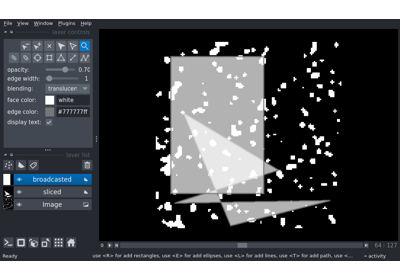 File View Window Plugins Help
layer controls
opacity: 0.70
edge width: 1
blending: translucen
face color: white
edge color: #777777ff
display text:
layer list
broadcasted
sliced
Image
64 127
Ready
use <R> for add rectangles, use <E> for add ellipses, use <L> for add lines, use <T> for add path, use <...
activity